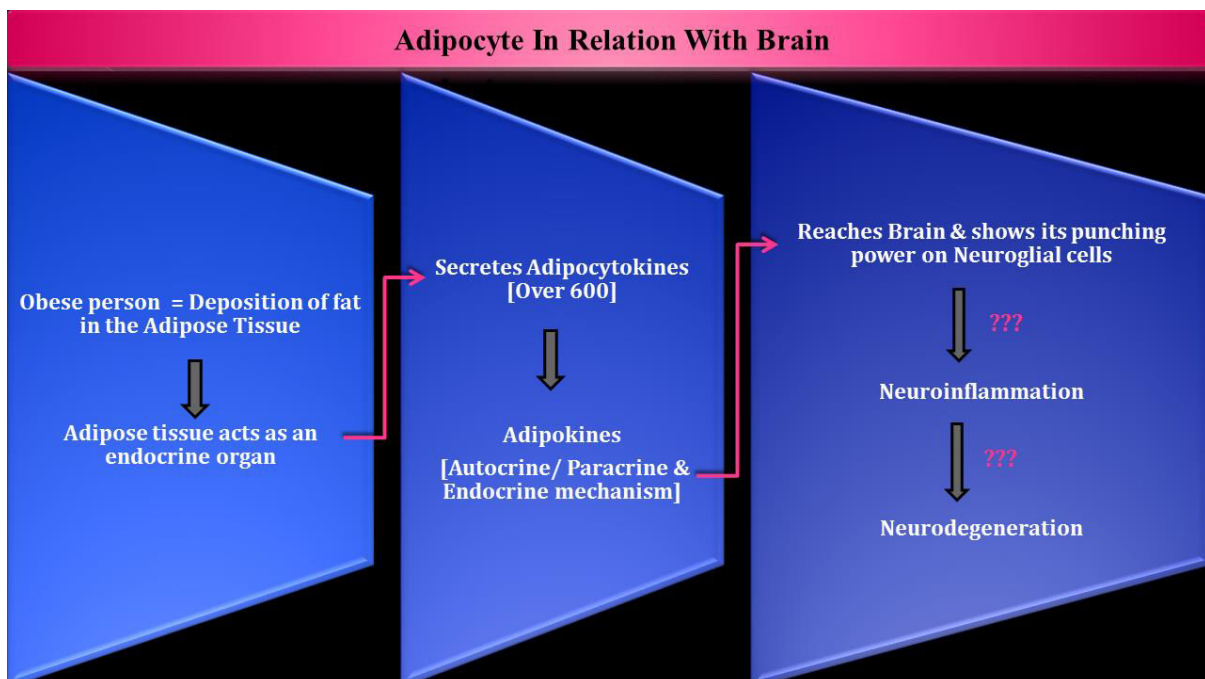 Adipocyte In Relation With Brain
Obese person = Deposition of fat
in the Adipose Tissue
Adipose tissue acts as an
endocrine organ
Secretes Adipocytokines
[Over 600]
Adipokines
[Autocrine/ Paracrine &
Endocrine mechanism]
Reaches Brain & shows its punching
power on Neuroglial cells
???
Neuroinflammation
???
Neurodegeneration